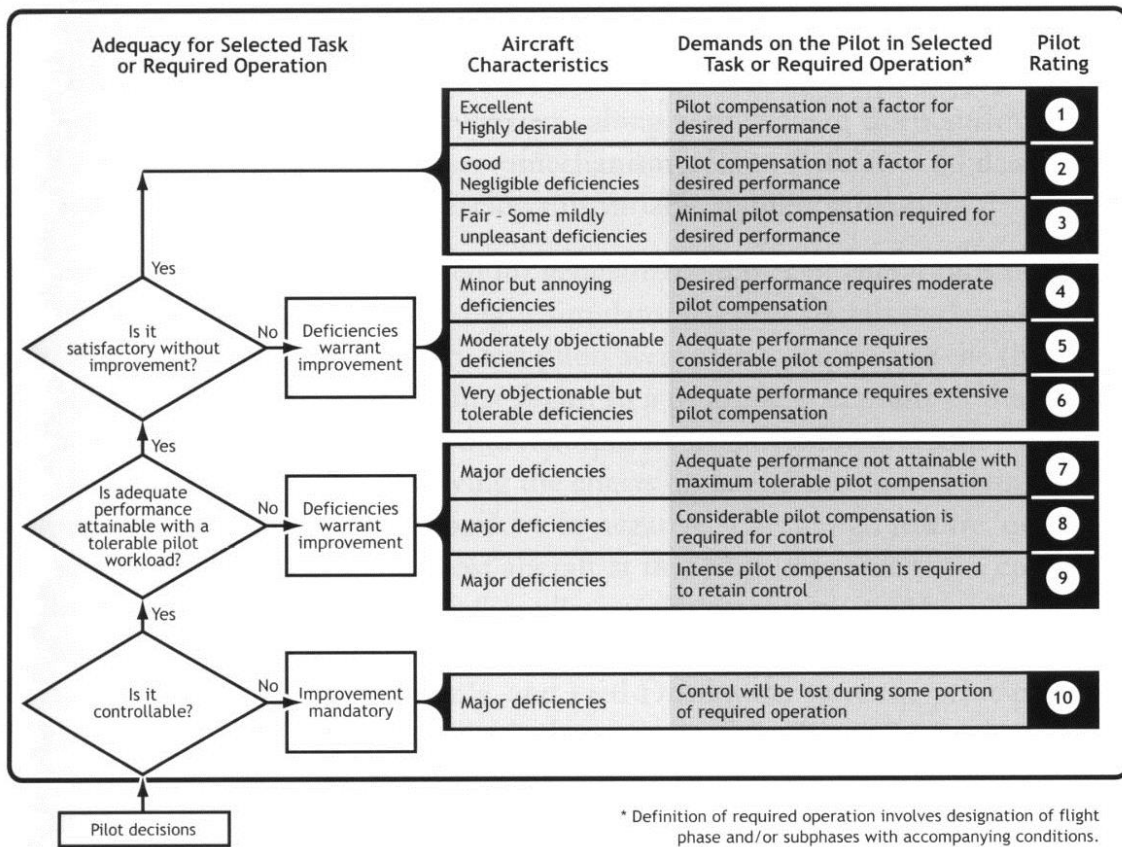 Adequacy for Selected Task
or Required Operation
Aircraft
Characteristics
Demands on the Pilot in Selected
Task or Required Operation*
Pilot
Rating
Excellent
Highly desirable
Pilot compensation not a factor for
desired performance
1
Good
Negligible deficiencies
Pilot compensation not a factor for
desired performance
2
Fair - Some mildly
unpleasant deficiencies
Minimal pilot compensation required for
desired performance
3
Yes
Is it
satisfactory without
improvement?
No
Deficiencies
warrant
improvement
Minor but annoying
deficiencies
Desired performance requires moderate
pilot compensation
4
Moderately objectionable
deficiencies
Adequate performance requires
considerable pilot compensation
5
Very objectionable but
tolerable deficiencies
Adequate performance requires extensive
pilot compensation
6
Yes
Is adequate
performance
attainable with a
tolerable pilot
workload?
No
Deficiencies
warrant
improvement
Major deficiencies
Adequate performance not attainable with
maximum tolerable pilot compensation
7
Major deficiencies
Considerable pilot compensation is
required for control
8
Major deficiencies
Intense pilot compensation is required
to retain control
9
Yes
Is it
controllable?
No
Improvement
mandatory
Major deficiencies
Control will be lost during some portion
of required operation
10
Pilot decisions
* Definition of required operation involves designation of flight
phase and/or subphases with accompanying conditions.